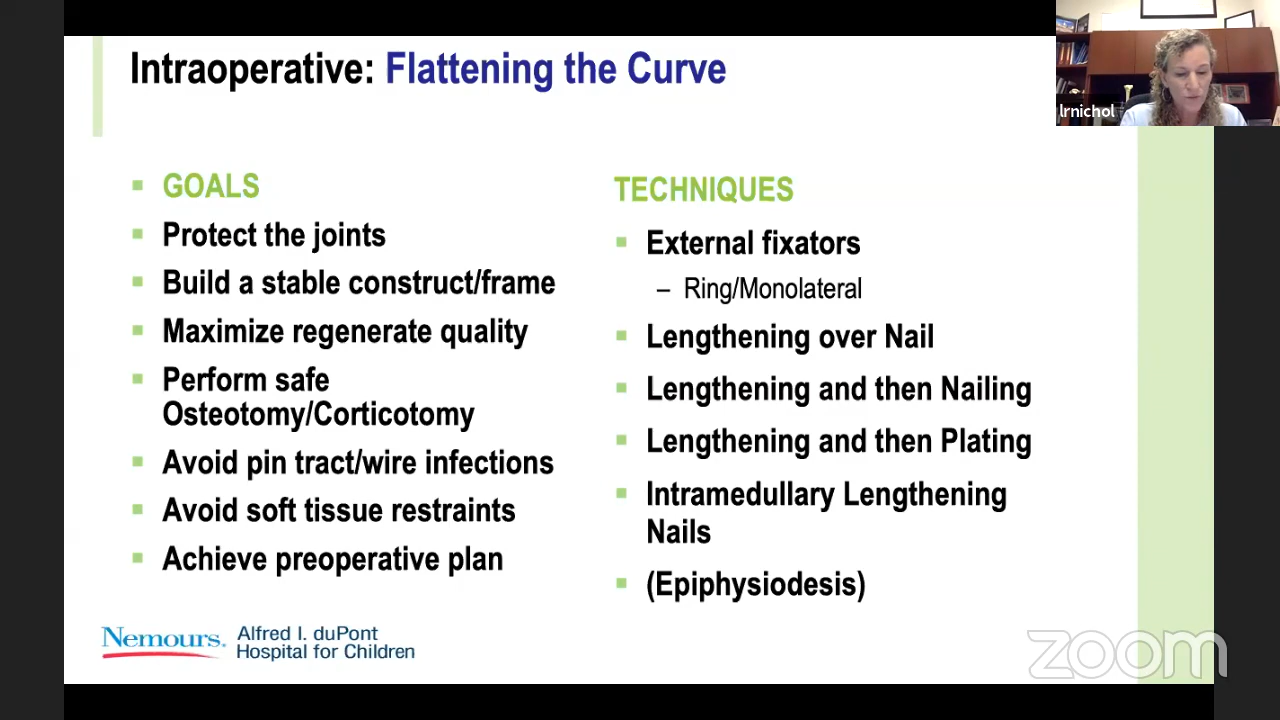 Intraoperative: Flattening the Curve
lrnichol
GOALS
Protect the joints
Build a stable construct/frame
Maximize regenerate quality
Perform safe
Osteotomy/Corticotomy
Avoid pin tract/wire infections
Avoid soft tissue restraints
Achieve preoperative plan
TECHNIQUES
External fixators
– Ring/Monolateral
Lengthening over Nail
Lengthening and then Nailing
Lengthening and then Plating
Intramedullary Lengthening
Nails
(Epiphysiodesis)
Nemours.
Alfred I. duPont
Hospital for Children
zoom